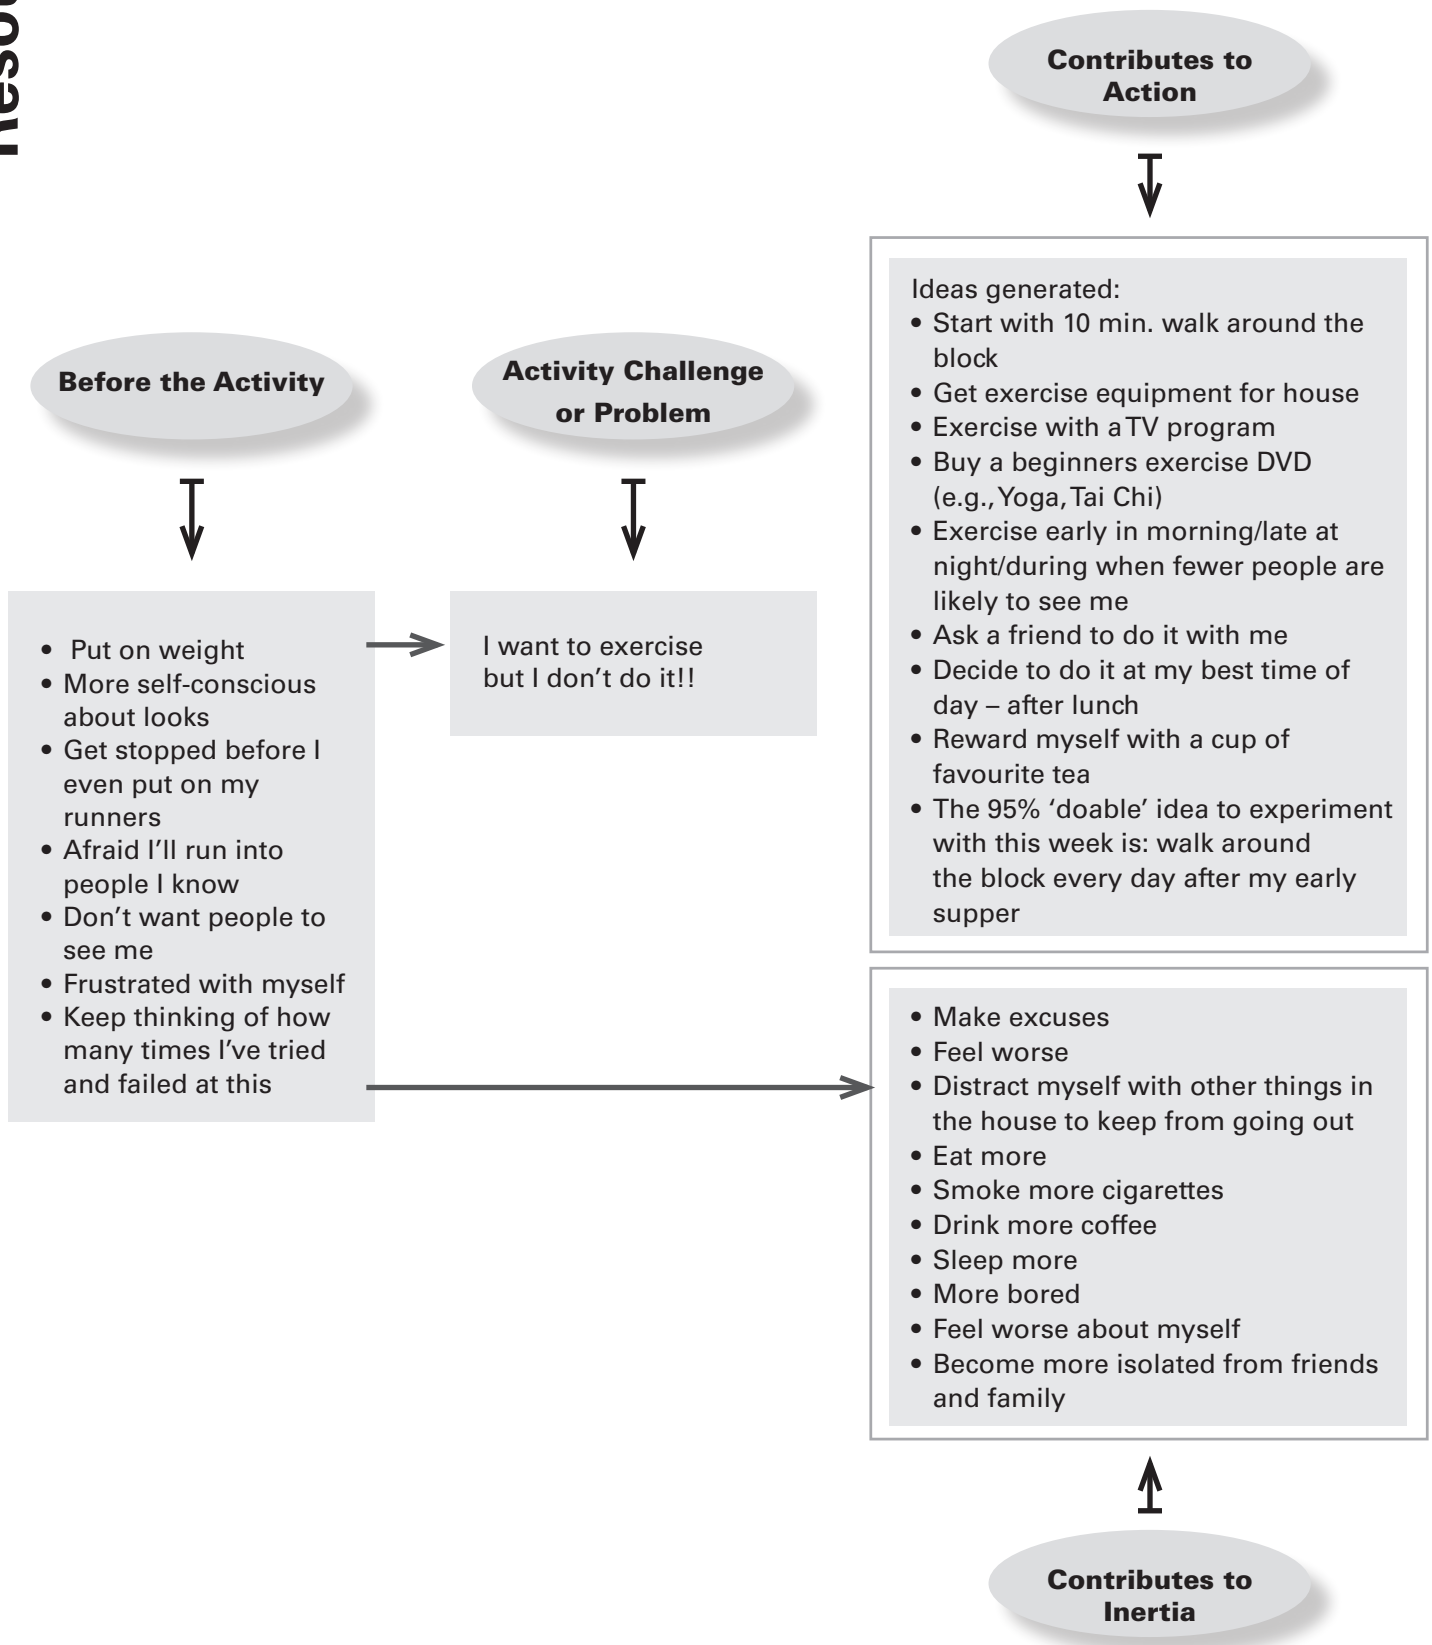 Contributes to
Action
Before the Activity
Activity Challenge
or Problem
Ideas generated:
• Start with 10 min. walk around the
block
• Get exercise equipment for house
• Exercise with a TV program
• Buy a beginners exercise DVD
(e.g., Yoga, Tai Chi)
• Exercise early in morning/late at
night/during when fewer people are
likely to see me
• Ask a friend to do it with me
• Decide to do it at my best time of
day – after lunch
• Reward myself with a cup of
favourite tea
• The 95% ‘doable’ idea to experiment
with this week is: walk around
the block every day after my early
supper
• Put on weight
• More self-conscious
about looks
• Get stopped before I
even put on my
runners
• Afraid I’ll run into
people I know
• Don’t want people to
see me
• Frustrated with myself
• Keep thinking of how
many times I’ve tried
and failed at this
I want to exercise
but I don’t do it!!
• Make excuses
• Feel worse
• Distract myself with other things in
the house to keep from going out
• Eat more
• Smoke more cigarettes
• Drink more coffee
• Sleep more
• More bored
• Feel worse about myself
• Become more isolated from friends
and family
Contributes to
Inertia